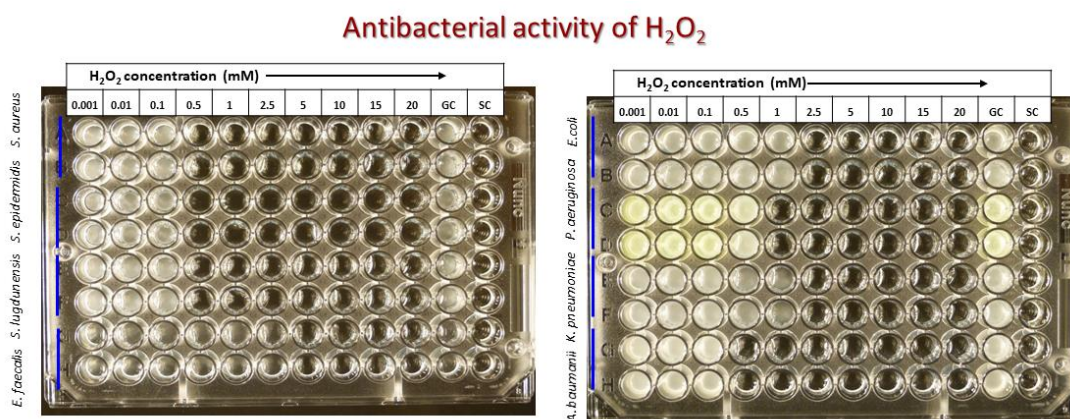 Antibacterial activity of H₂O₂
H₂O₂ concentration (mM)
0.001 0.01 0.1 0.5 1 2.5 5 10 15 20 GC SC
S. aureus
S. epidermidis
S. lugdunensis
E. faecalis
A
nunc
H₂O₂ concentration (mM)
0.001 0.01 0.1 0.5 1 2.5 5 10 15 20 GC SC
E.coli
P. aeruginosa
K. pneumoniae
A. baumanii
A
B
C
D
E
F
G
H